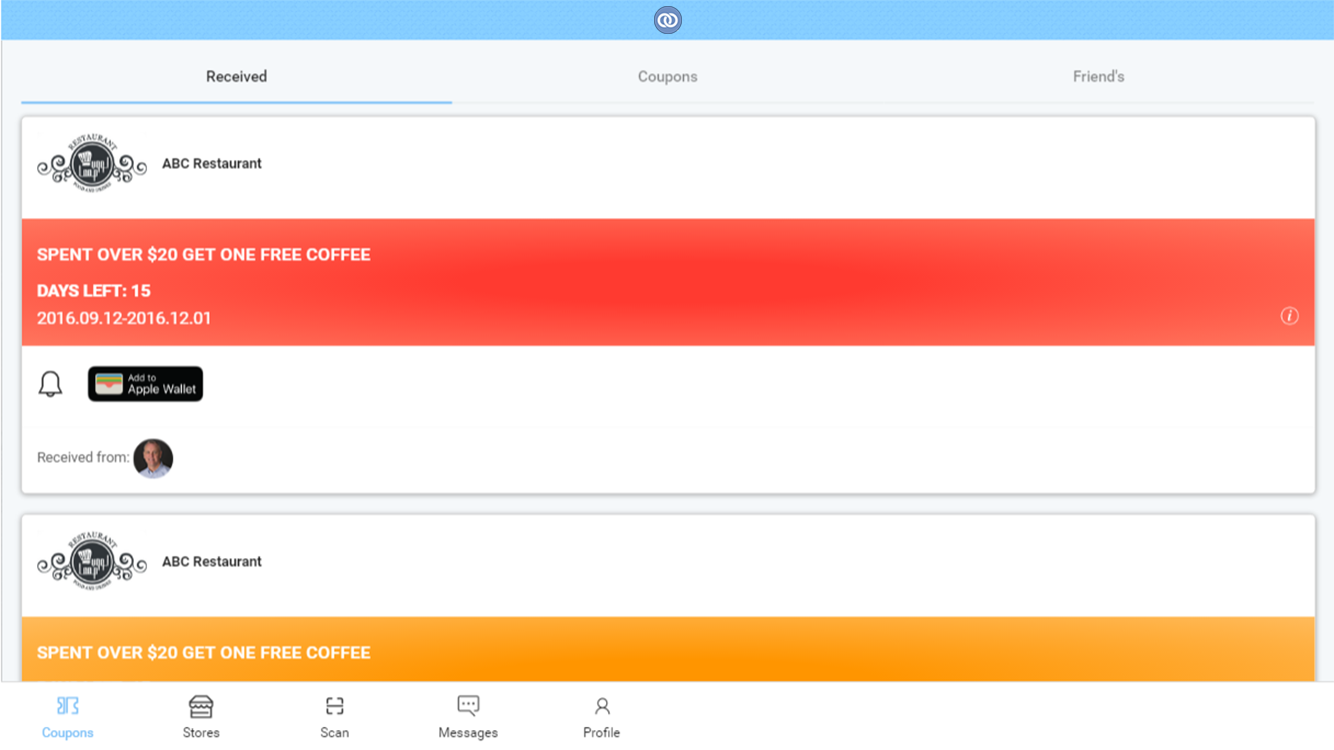 Received
Coupons
Friend's
RESTAURANT
ABC Restaurant
SPENT OVER $20 GET ONE FREE COFFEE
DAYS LEFT: 15
2016.09.12-2016.12.01
Add to
Apple Wallet
Received from:
RESTAURANT
ABC Restaurant
SPENT OVER $20 GET ONE FREE COFFEE
Coupons
Stores
Scan
Messages
Profile